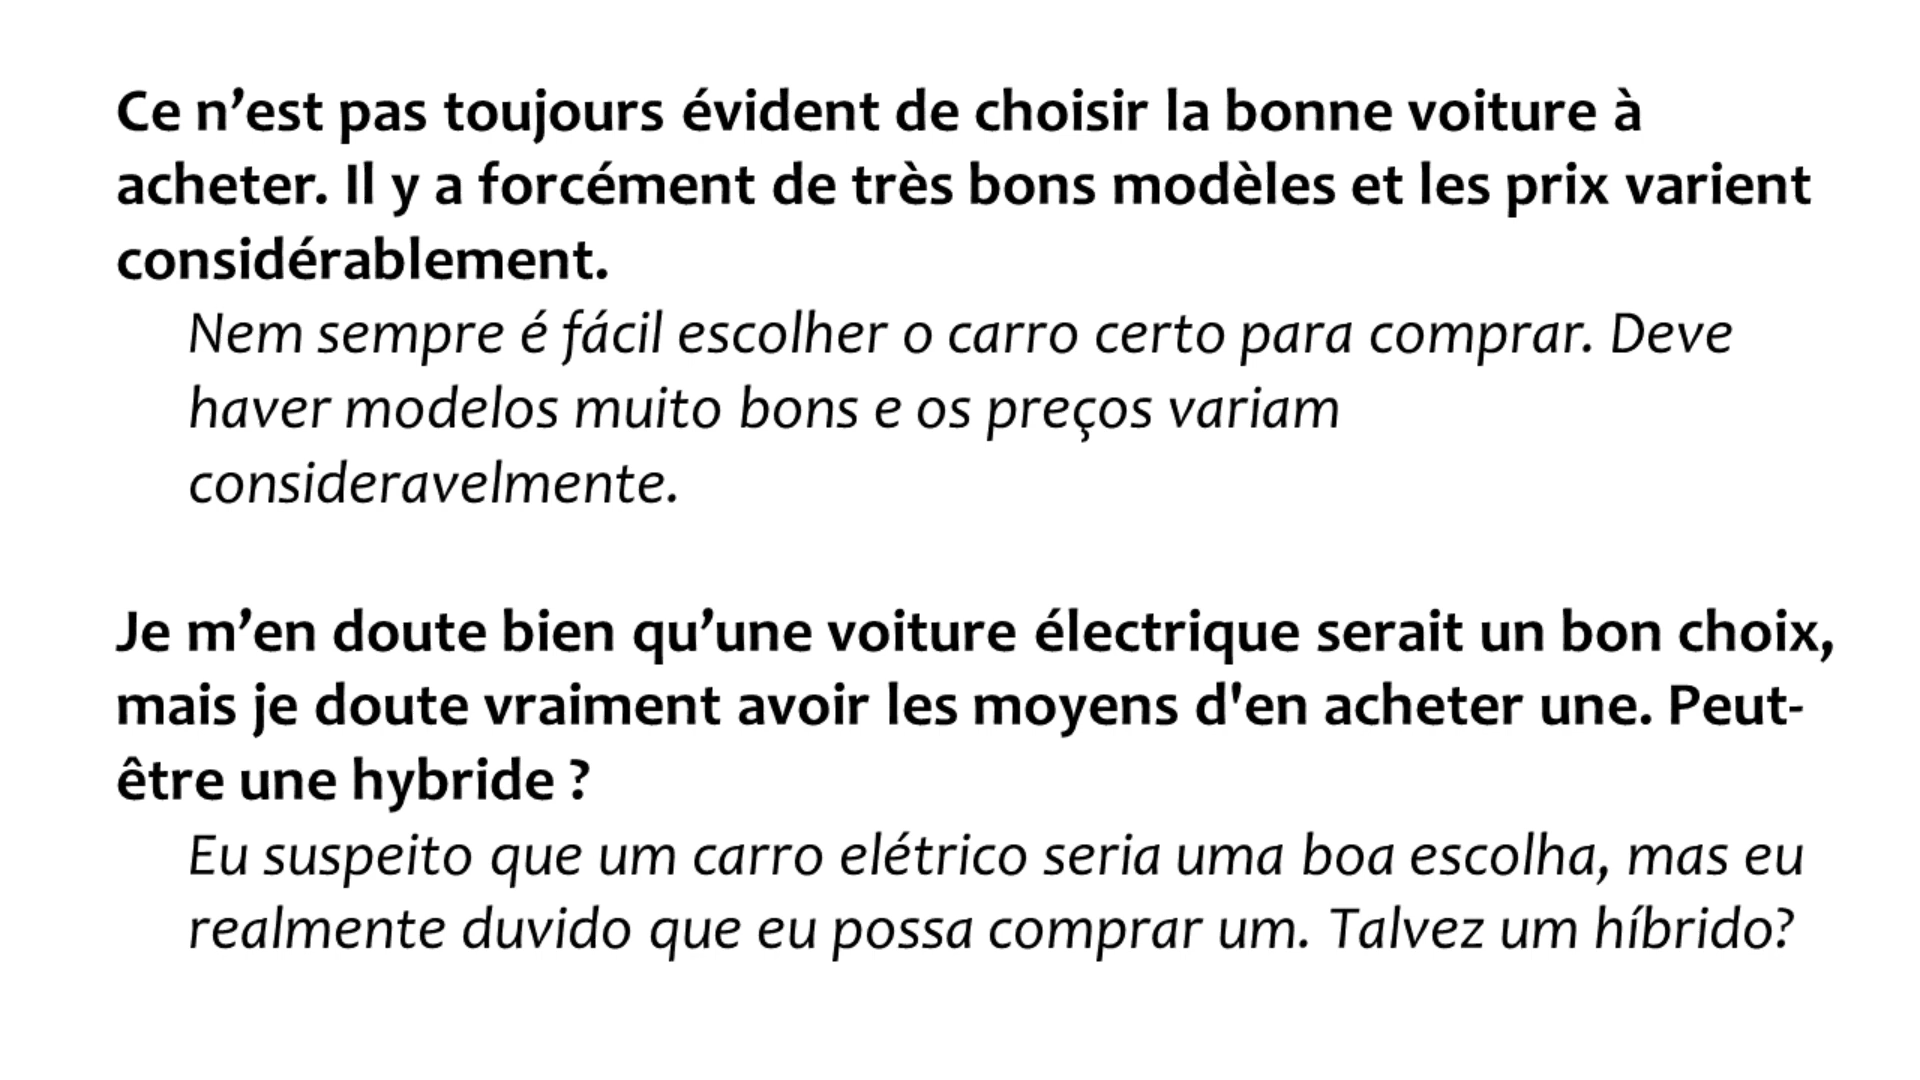 Ce n’est pas toujours évident de choisir la bonne voiture à
acheter. Il y a forcément de très bons modèles et les prix varient
considérablement.
Nem sempre é fácil escolher o carro certo para comprar. Deve
haver modelos muito bons e os preços variam
consideravelmente.
Je m’en doute bien qu’une voiture électrique serait un bon choix,
mais je doute vraiment avoir les moyens d'en acheter une. Peut-
être une hybride ?
Eu suspeito que um carro elétrico seria uma boa escolha, mas eu
realmente duvido que eu possa comprar um. Talvez um híbrido?